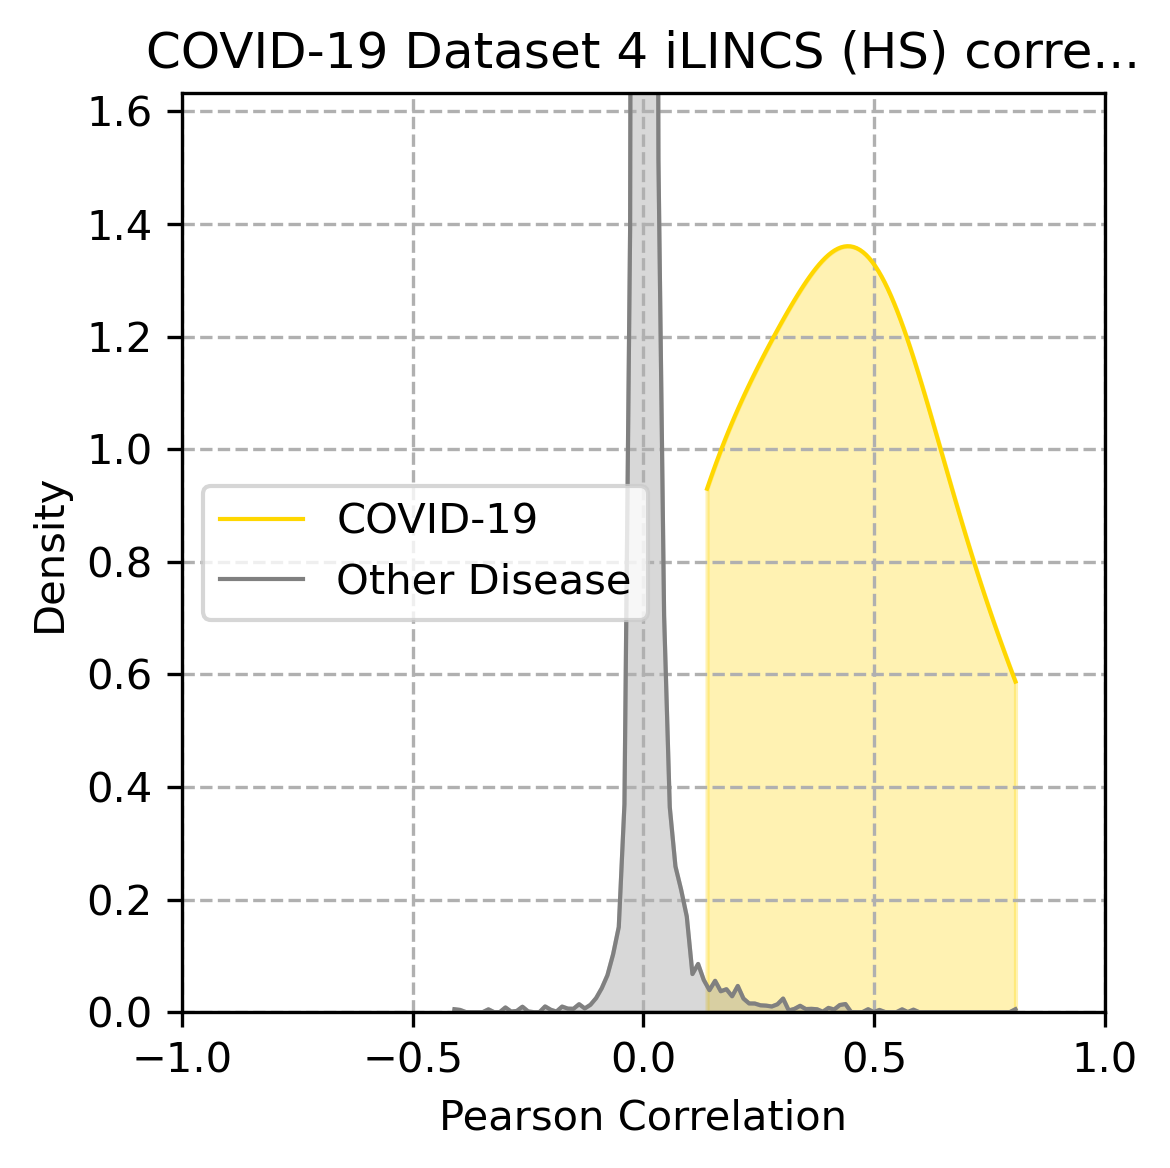 COVID-19 Dataset 4 iLINCS (HS) corre...
1.6
1.4
1.2
1.0
0.8
0.6
0.4
0.2
0.0
Density
COVID-19
Other Disease
−1.0
−0.5
0.0
0.5
1.0
Pearson Correlation